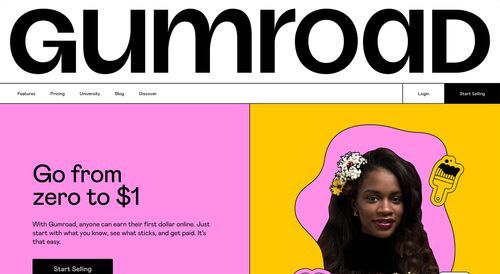 Gumroad
Features Pricing University Blog Discover Login Start Selling
Go from
zero to $1
With Gumroad, anyone can earn their first dollar online. Just
start with what you know, see what sticks, and get paid. It's
that easy.
Start Selling